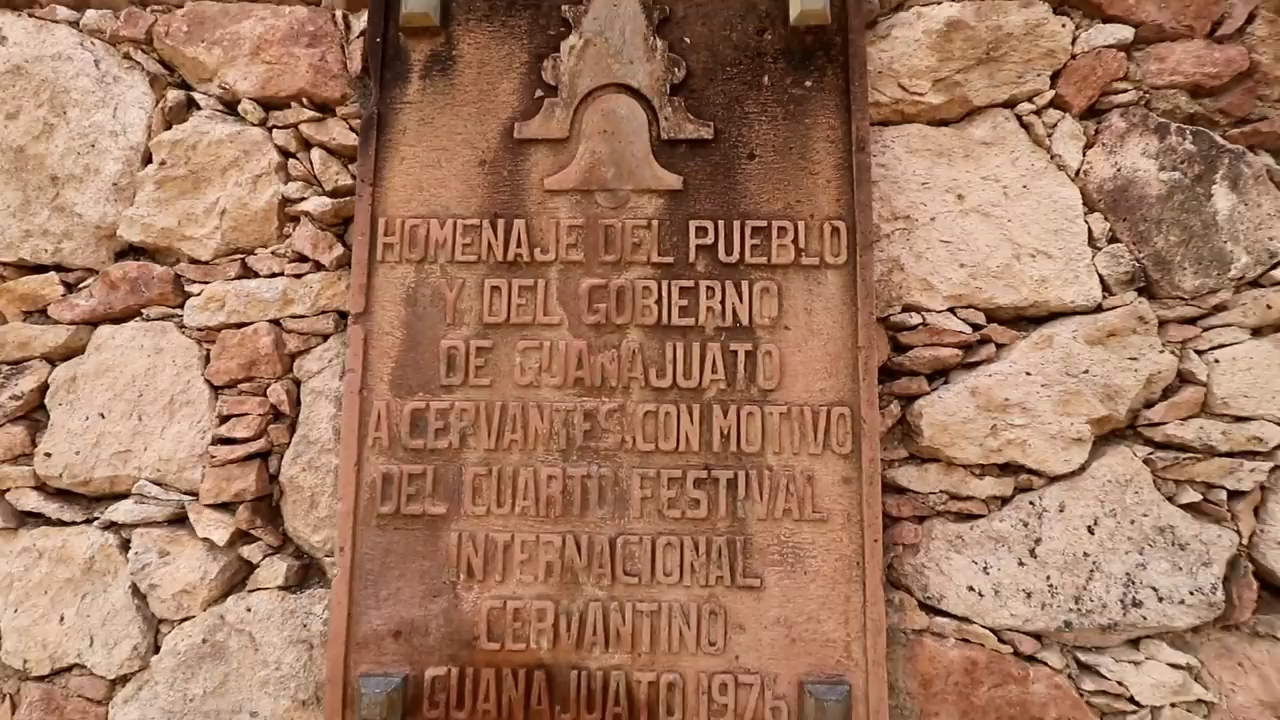 HOMENAJE DEL PUEBLO
Y DEL GOBIERNO
DE GUANAJUATO
A CERVANTES, CON MOTIVO
DEL CUARTO FESTIVAL
INTERNACIONAL
CERVANTINO
GUANAJUATO 1976